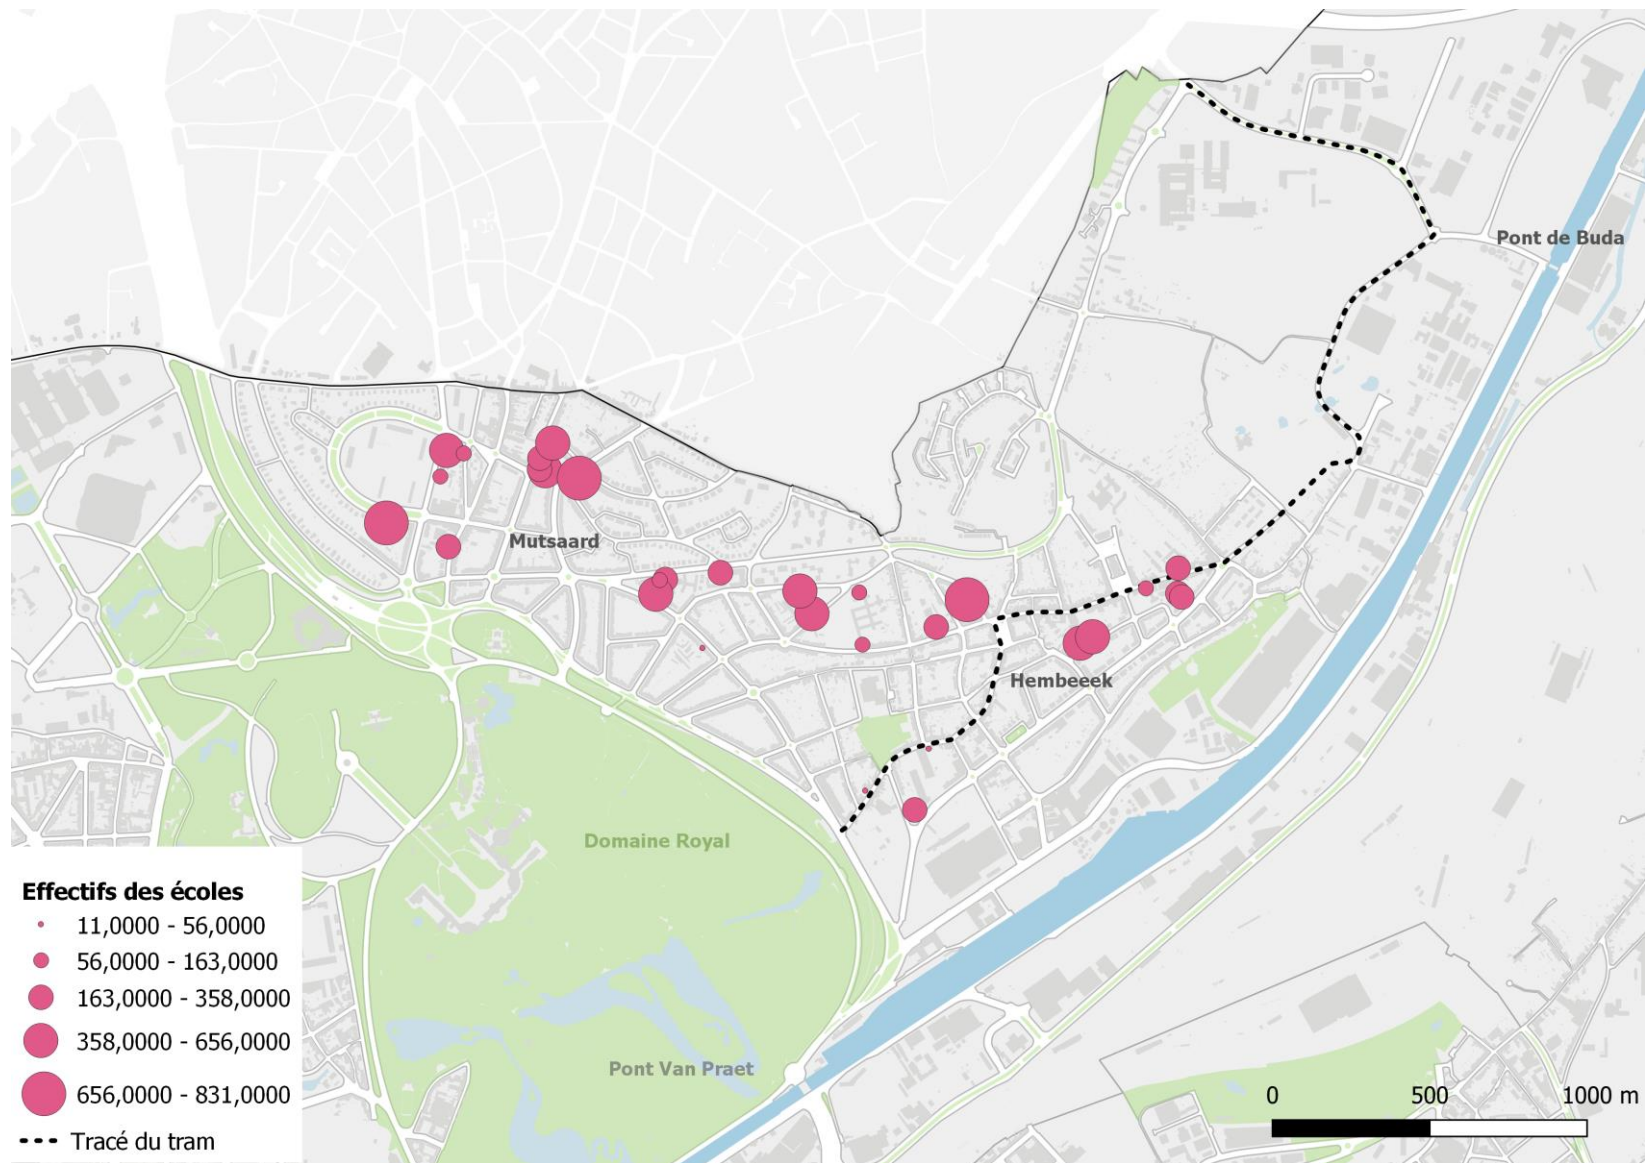 Pont de Buda
Mutsaard
Hembeeek
Domaine Royal
Pont Van Praet
Effectifs des écoles
11,0000 - 56,0000
56,0000 - 163,0000
163,0000 - 358,0000
358,0000 - 656,0000
656,0000 - 831,0000
Tracé du tram
0 500 1000 m